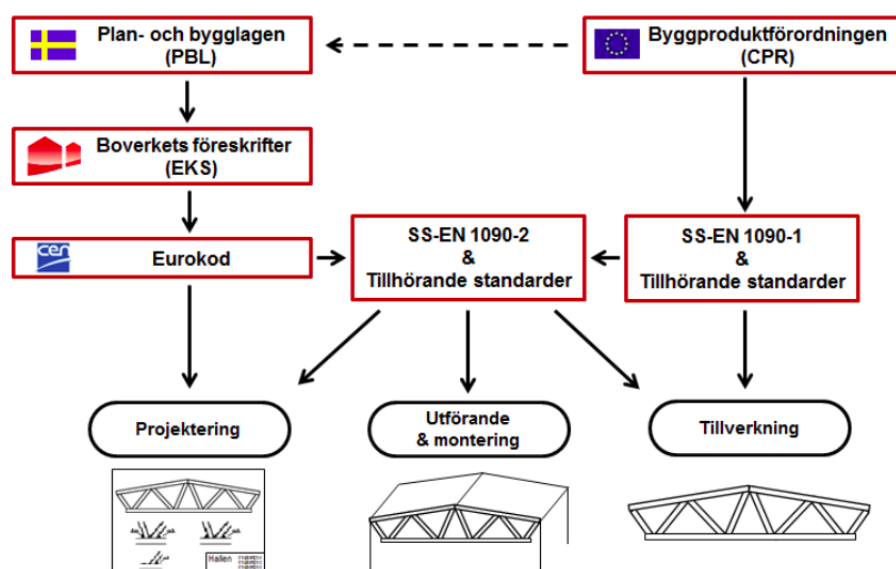 Plan- och bygglagen
(PBL)
Byggproduktförordningen
(CPR)
Boverkets föreskrifter
(EKS)
cen
Eurokod
SS-EN 1090-2
&
Tillhörande standarder
SS-EN 1090-1
&
Tillhörande standarder
Projektering
Utförande
& montering
Tillverkning
Hallen